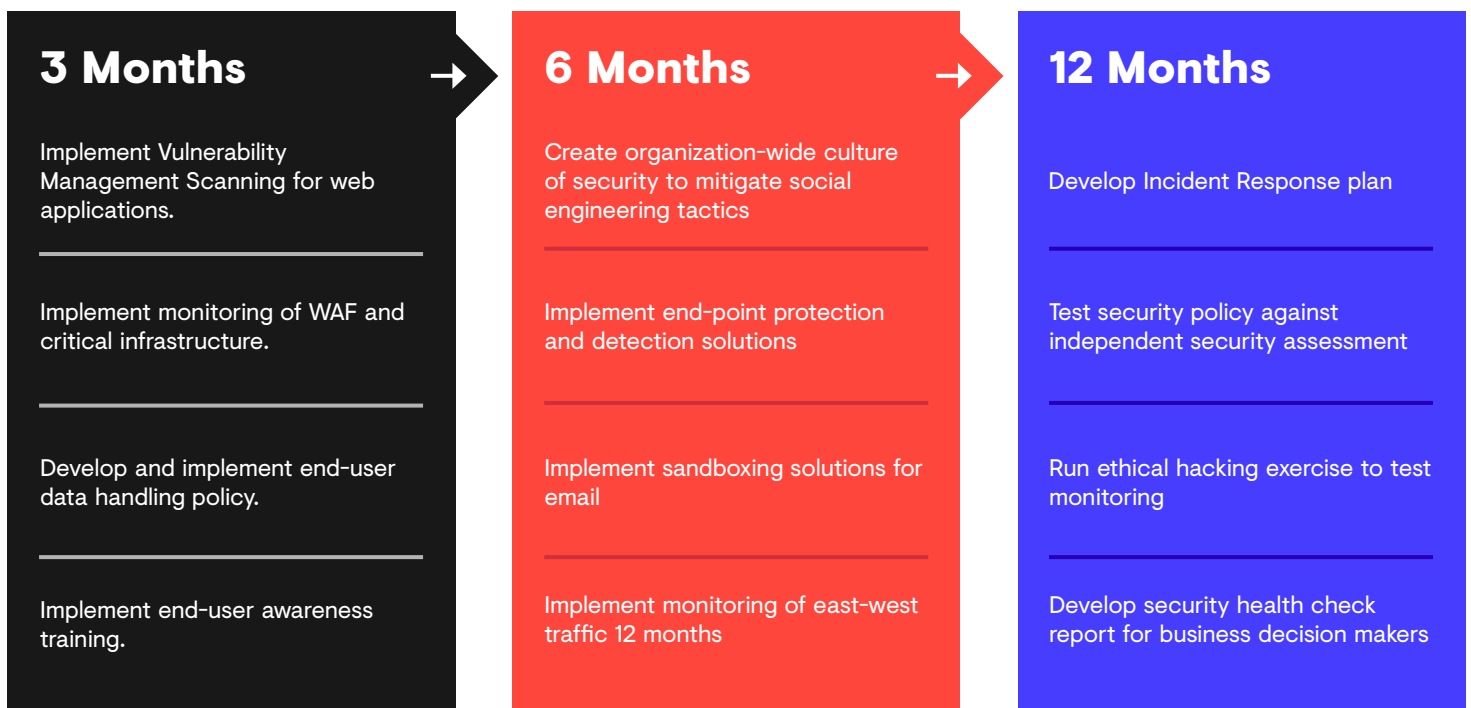 3 Months
Implement Vulnerability
Management Scanning for web
applications.
Implement monitoring of WAF and
critical infrastructure.
Develop and implement end-user
data handling policy.
Implement end-user awareness
training.
6 Months
Create organization-wide culture
of security to mitigate social
engineering tactics
Implement end-point protection
and detection solutions
Implement sandboxing solutions for
email
Implement monitoring of east-west
traffic 12 months
12 Months
Develop Incident Response plan
Test security policy against
independent security assessment
Run ethical hacking exercise to test
monitoring
Develop security health check
report for business decision makers